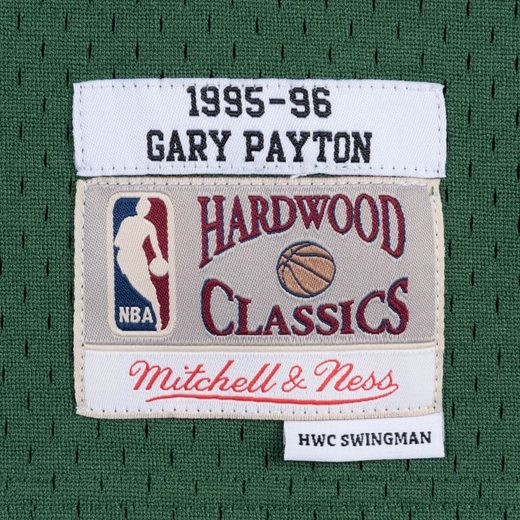 1995-96
GARY PAYTON
HARDWOOD
CLASSICS
NBA
Mitchell & Ness
HWC SWINGMAN